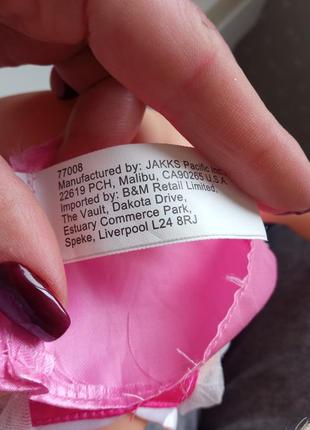 77008
Manufactured by: JAKKS Pacific Inc.
22619 PCH, Malibu, CA90265 U.S.A.
Imported by: B&M Retail Limited,
The Vault, Dakota Drive,
Estuary Commerce Park,
Speke, Liverpool L24 8RJ